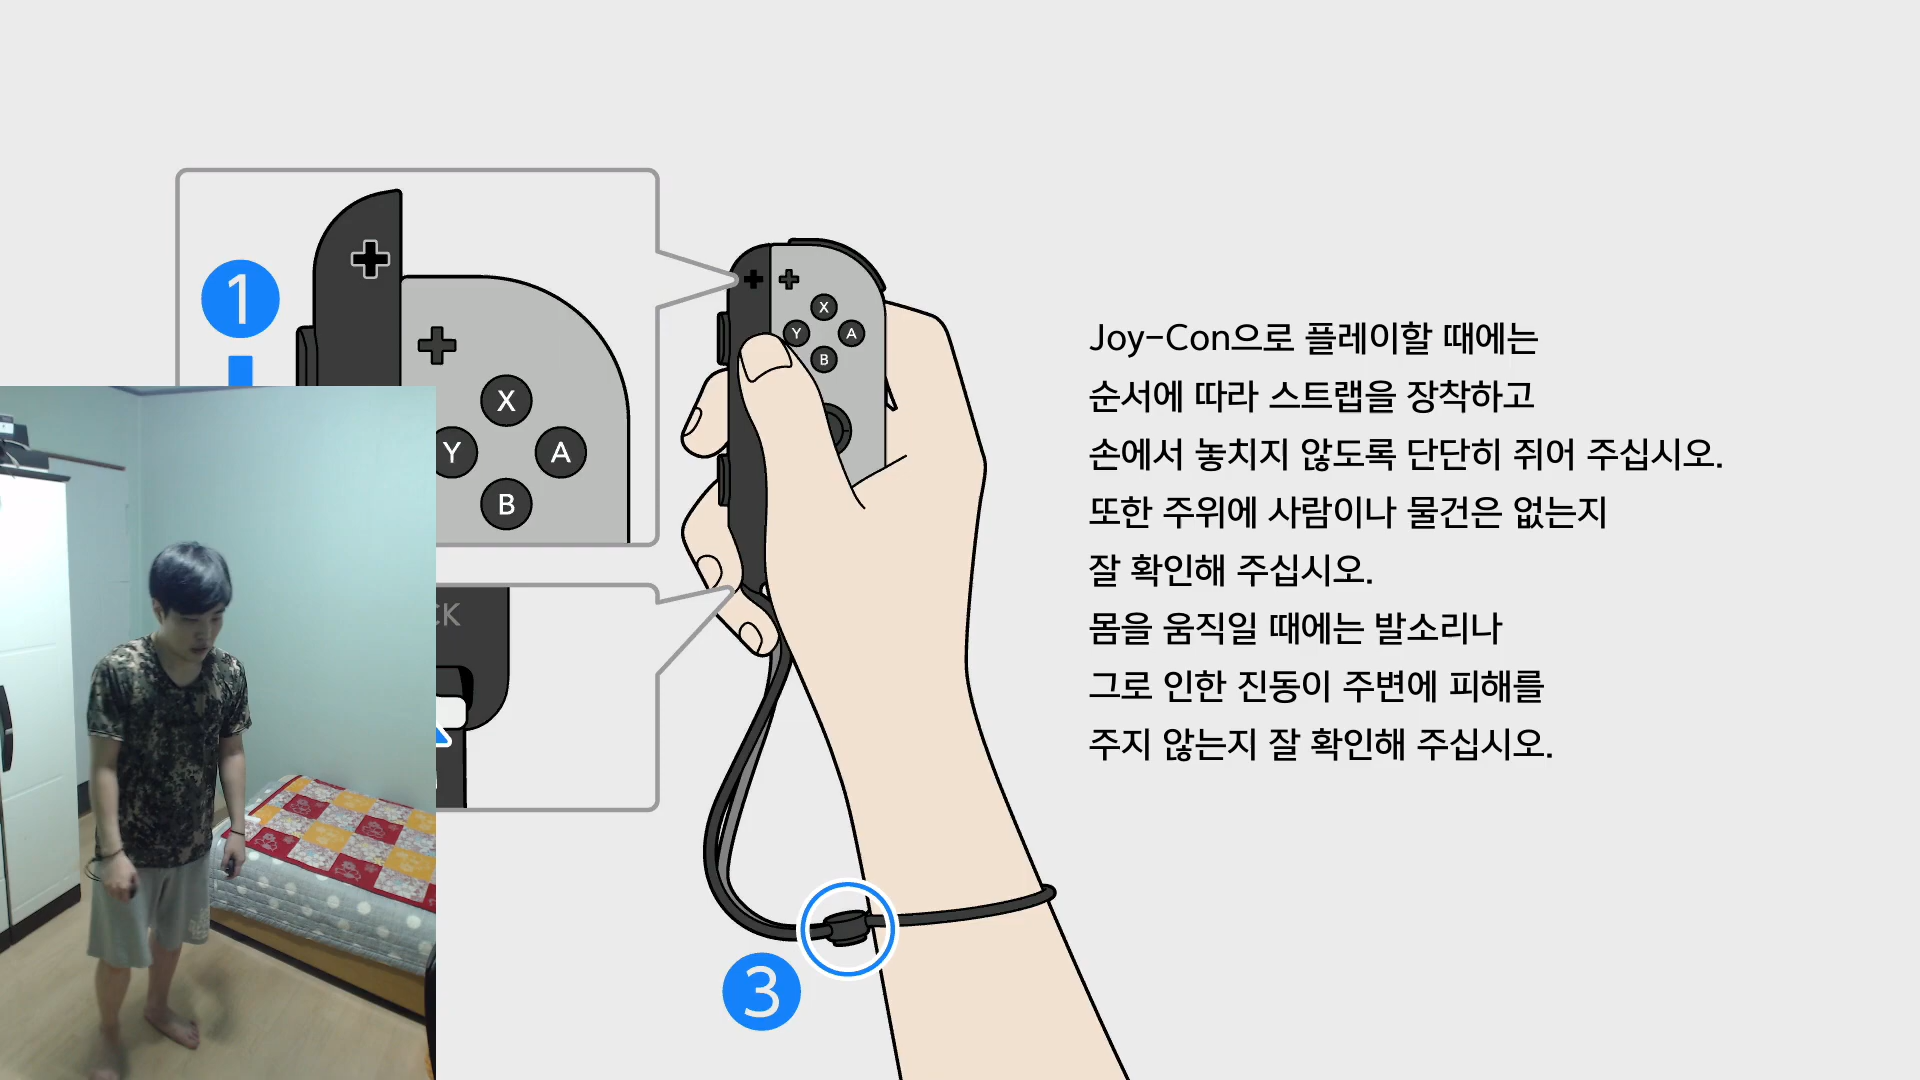 1
X
Y
A
B
X
Y
A
B
CK
3
Joy-Con으로 플레이할 때에는
순서에 따라 스트랩을 장착하고
손에서 놓치지 않도록 단단히 쥐어 주십시오.
또한 주위에 사람이나 물건은 없는지
잘 확인해 주십시오.
몸을 움직일 때에는 발소리나
그로 인한 진동이 주변에 피해를
주지 않는지 잘 확인해 주십시오.